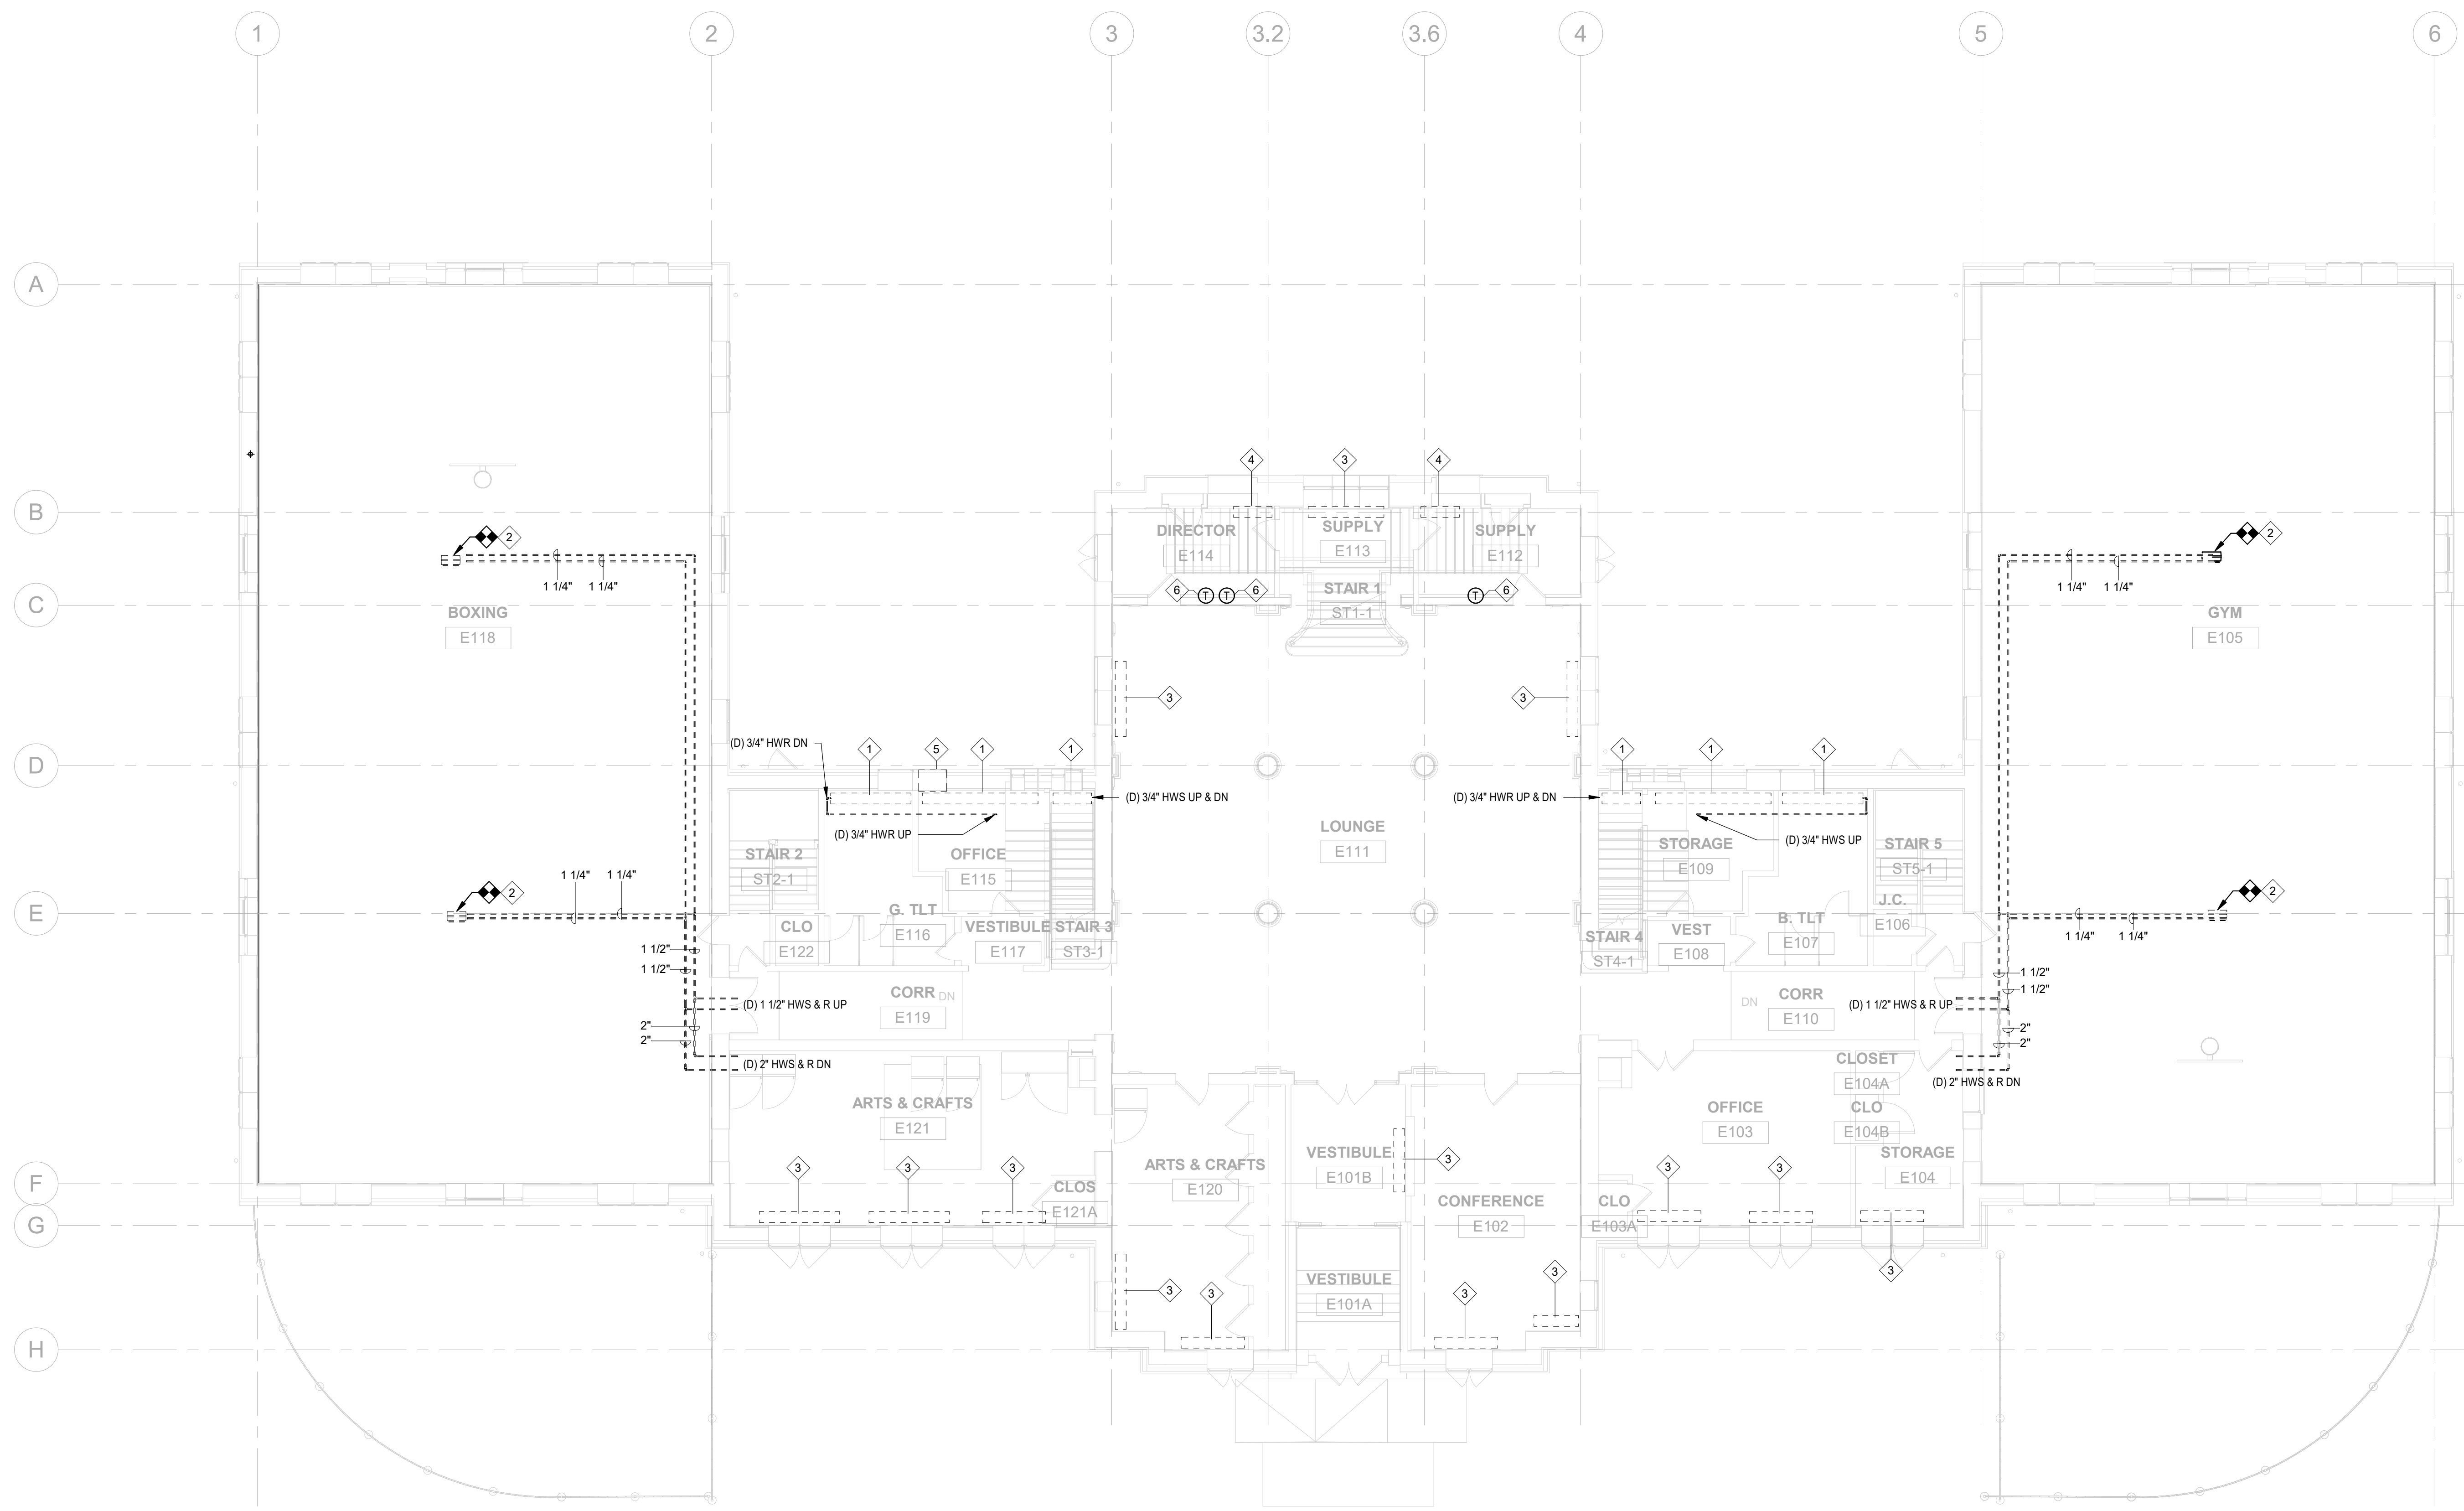 1
2
3
3.2
3.6
4
5
6
A
B
C
D
E
F
G
H
4
3
4
DIRECTOR
E114
SUPPLY
E113
SUPPLY
E112
STAIR 1
ST1-1
6
T
T
6
T
6
2
1 1/4"
1 1/4"
BOXING
E118
2
1 1/4"
1 1/4"
GYM
E105
3
3
(D) 3/4" HWR DN
1
5
1
1
(D) 3/4" HWS UP & DN
(D) 3/4" HWR UP & DN
1
1
1
(D) 3/4" HWR UP
(D) 3/4" HWS UP
LOUNGE
E111
STAIR 2
ST2-1
OFFICE
E115
STORAGE
E109
STAIR 5
ST5-1
1 1/4"
1 1/4"
2
2
1 1/4"
1 1/4"
CLO
E122
G. TLT
E116
VESTIBULE
E117
STAIR 3
ST3-1
STAIR 4
ST4-1
VEST
E108
B. TLT
E107
J.C.
E106
1 1/2"
1 1/2"
(D) 1 1/2" HWS & R UP
2"
2"
(D) 2" HWS & R DN
CORR
DN
E119
DN
CORR
E110
1 1/2"
1 1/2"
(D) 1 1/2" HWS & R UP
2"
2"
(D) 2" HWS & R DN
ARTS & CRAFTS
E121
CLOSET
E104A
OFFICE
E103
CLO
E104B
STORAGE
E104
ARTS & CRAFTS
E120
VESTIBULE
E101B
3
CONFERENCE
E102
CLOS
E121A
CLO
E103A
3
3
3
3
3
3
3
3
VESTIBULE
E101A
3
3